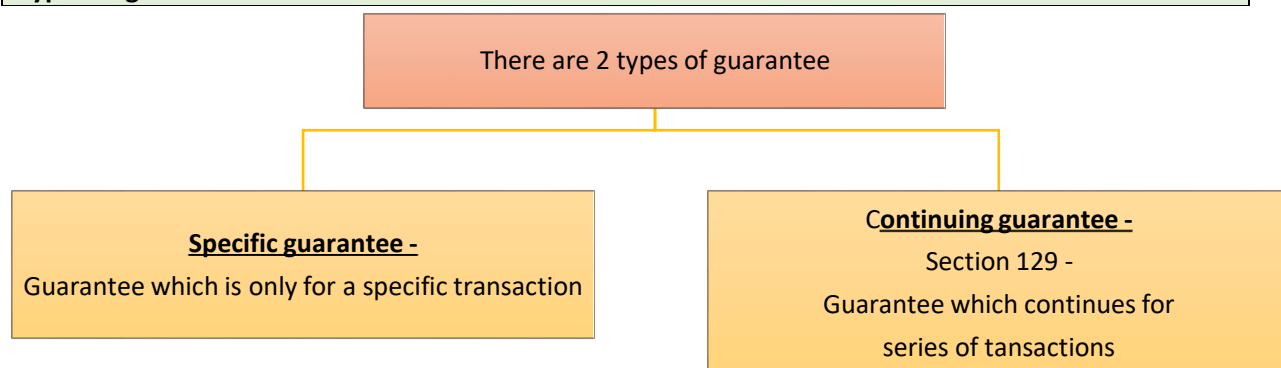 There are 2 types of guarantee
Specific guarantee -
Guarantee which is only for a specific transaction
Continuing guarantee -
Section 129 -
Guarantee which continues for
series of tansactions